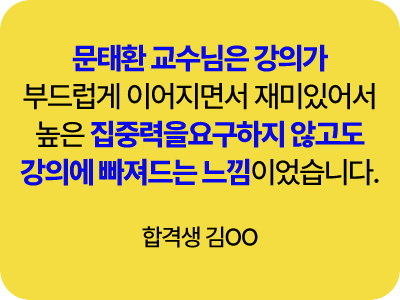 문태환 교수님은 강의가
부드럽게 이어지면서 재미있어서
높은 집중력을요구하지 않고도
강의에 빠져드는 느낌이었습니다.
합격생 김OO